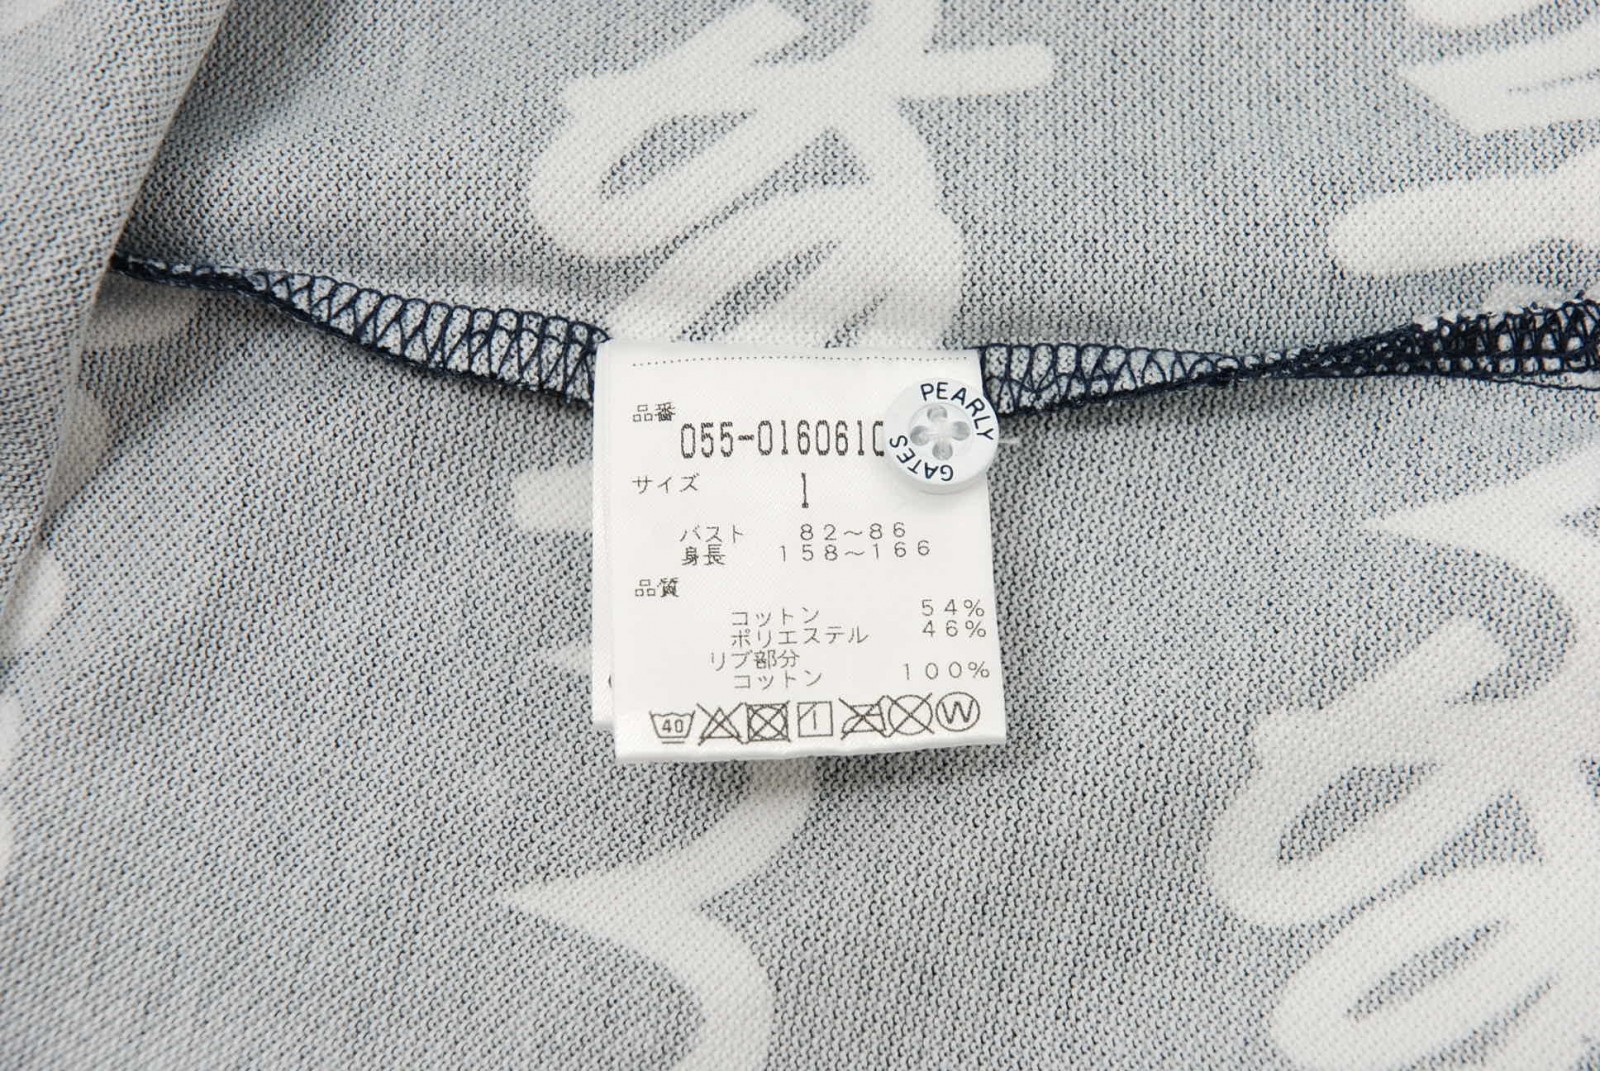 品番
055-0160610
PEARLY GATES
サイズ 1
バスト 82～86
身長 158～166
品質
コットン 54%
ポリエステル 46%
リブ部分
コットン 100%
40
W